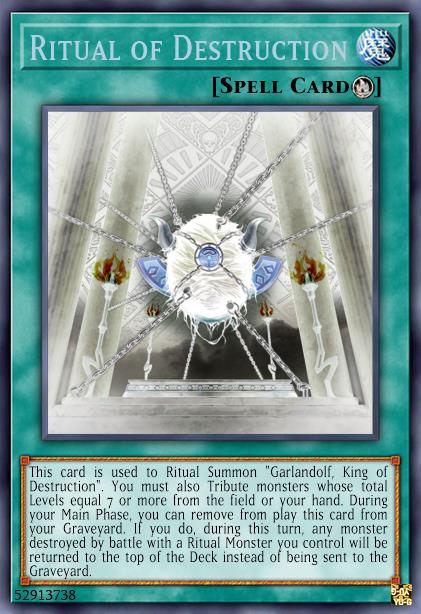 RITUAL OF DESTRUCTION 魔
[SPELL CARD]
This card is used to Ritual Summon "Garlandolf, King of
Destruction". You must also Tribute monsters whose total
Levels equal 7 or more from the field or your hand. During
your Main Phase, you can remove from play this card from
your Graveyard. If you do, during this turn, any monster
destroyed by battle with a Ritual Monster you control will be
returned to the top of the Deck instead of being sent to the
Graveyard.
52913738